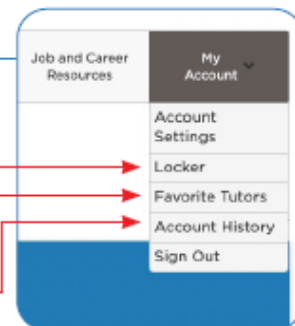 Job and Career
Resources
My
Account
Account
Settings
Locker
Favorite Tutors
Account History
Sign Out